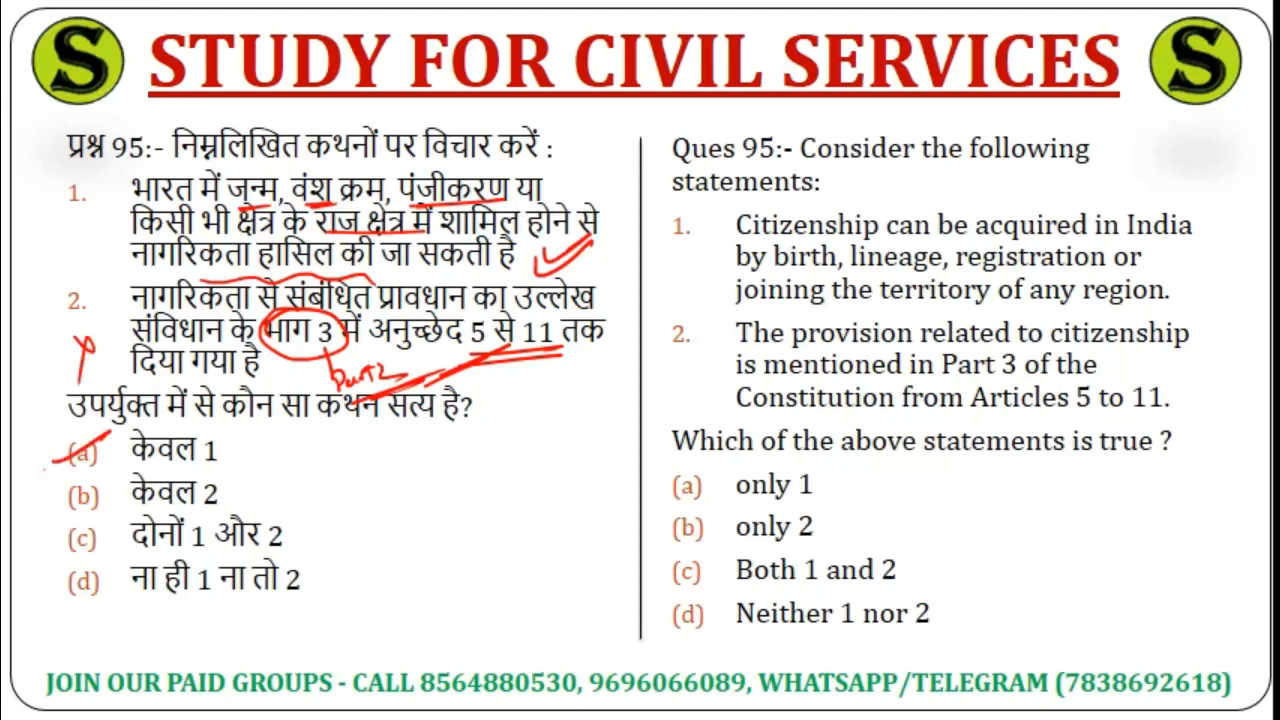 S STUDY FOR CIVIL SERVICES S
प्रश्न 95:- निम्नलिखित कथनों पर विचार करें :
1. भारत में जन्म, वंश क्रम, पंजीकरण या
किसी भी क्षेत्र के राज क्षेत्र में शामिल होने से
नागरिकता हासिल की जा सकती है
2. नागरिकता से संबंधित प्रावधान का उल्लेख
संविधान के भाग 3 में अनुच्छेद 5 से 11 तक
दिया गया है
Part 2
उपर्युक्त में से कौन सा कथन सत्य है?
(a) केवल 1
(b) केवल 2
(c) दोनों 1 और 2
(d) ना ही 1 ना तो 2
Ques 95:- Consider the following
statements:
1. Citizenship can be acquired in India
by birth, lineage, registration or
joining the territory of any region.
2. The provision related to citizenship
is mentioned in Part 3 of the
Constitution from Articles 5 to 11.
Which of the above statements is true ?
(a) only 1
(b) only 2
(c) Both 1 and 2
(d) Neither 1 nor 2
JOIN OUR PAID GROUPS - CALL 8564880530, 9696066089, WHATSAPP/TELEGRAM (7838692618)